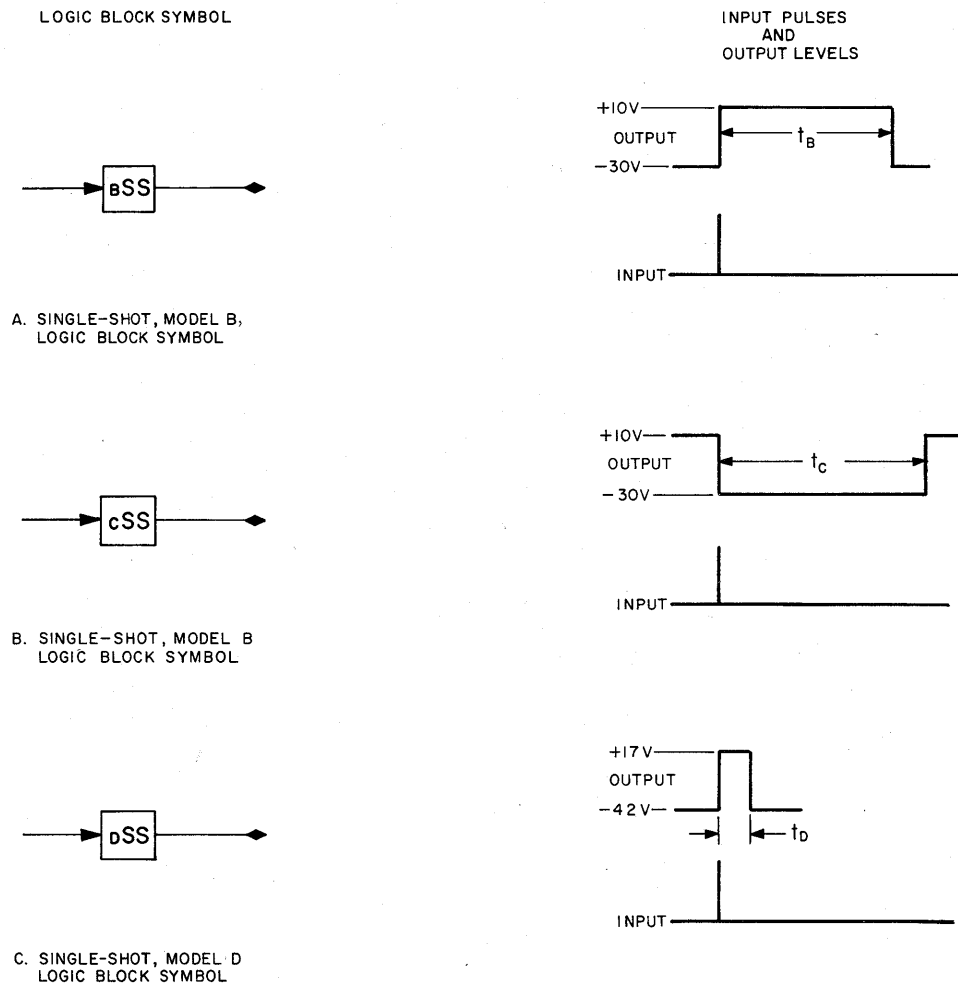 LOGIC BLOCK SYMBOL
INPUT PULSES
AND
OUTPUT LEVELS
+10V
OUTPUT
tB
-30V
BSS
INPUT
A. SINGLE-SHOT, MODEL B,
LOGIC BLOCK SYMBOL
+10V
OUTPUT
tC
-30V
CSS
INPUT
B. SINGLE-SHOT, MODEL B
LOGIC BLOCK SYMBOL
+17V
OUTPUT
-42V
tD
DSS
INPUT
C. SINGLE-SHOT, MODEL D
LOGIC BLOCK SYMBOL